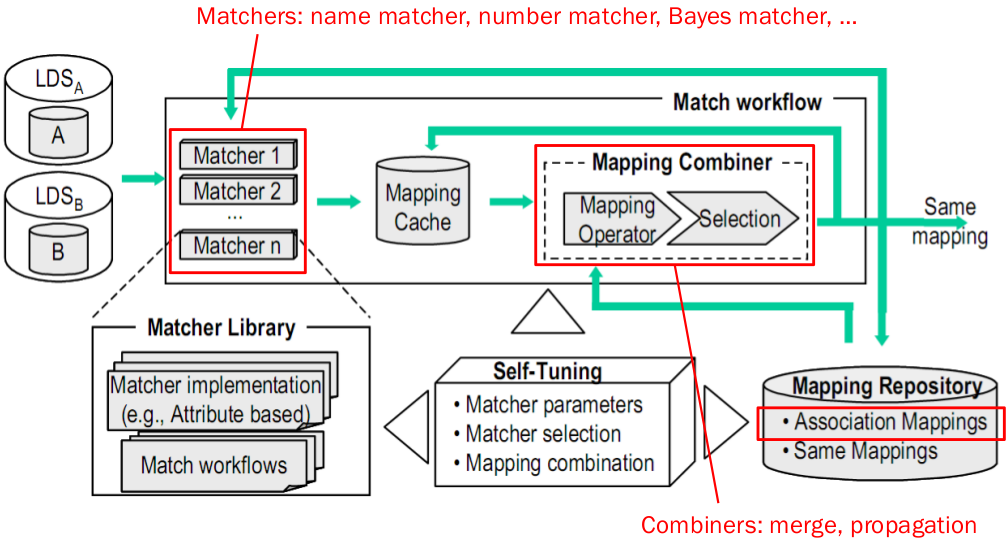 Matchers: name matcher, number matcher, Bayes matcher, ...
LDSA
A
LDSB
B
Match workflow
Matcher 1
Matcher 2
...
Matcher n
Mapping
Cache
Mapping Combiner
Mapping
Operator
Selection
Same
mapping
Matcher Library
Matcher implementation
(e.g., Attribute based)
Match workflows
Self-Tuning
• Matcher parameters
• Matcher selection
• Mapping combination
Mapping Repository
• Association Mappings
• Same Mappings
Combiners: merge, propagation